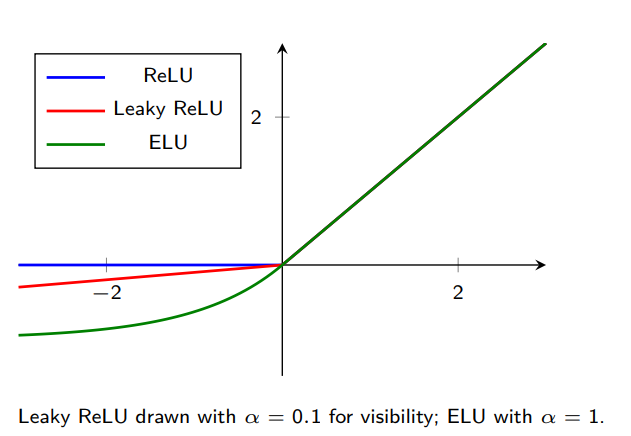 ReLU
Leaky ReLU
ELU
2
−2
2
Leaky ReLU drawn with α = 0.1 for visibility; ELU with α = 1.